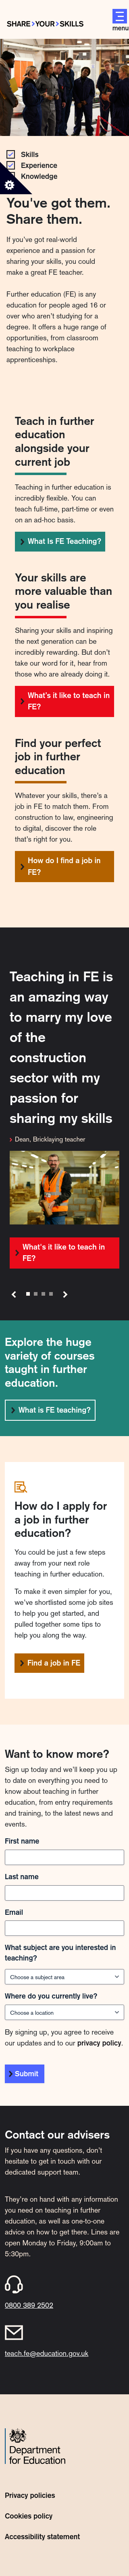 SHARE>YOUR>SKILLS
menu
Skills
Experience
Knowledge
You've got them.
Share them.
If you've got real-world
experience and a passion for
sharing your skills, you could
make a great FE teacher.
Further education (FE) is any
education for people aged 16 or
over who aren't studying for a
degree. It offers a huge range of
opportunities, from classroom
teaching to workplace
apprenticeships.
Teach in further
education
alongside your
current job
Teaching in further education is
increasingly flexible. You can
teach full-time, part-time or even
on an ad-hoc basis.
What Is FE Teaching?
Your skills are
more valuable than
you realise
Sharing your skills and inspiring
the next generation can be
incredibly rewarding. But don't
take our word for it, hear from
those who are already doing it.
What's it like to teach in
FE?
Find your perfect
job in further
education
Whatever your skills, there's a
job in FE to match them. From
construction to law, engineering
to digital, discover the role
that's right for you.
How do I find a job in
FE?
Teaching in FE is
an amazing way
to marry my love
of the
construction
sector with my
passion for
sharing my skills
Dean, Bricklaying teacher
What's it like to teach in
FE?
Explore the huge
variety of courses
taught in further
education.
What is FE teaching?
How do I apply for
a job in further
education?
You could be just a few steps
away from your next role
teaching in further education.
To make it even simpler for you,
we've shortlisted some job sites
to help you get started, and
pulled together some tips to
help you along the way.
Find a job in FE
Want to know more?
Sign up today and we'll keep you up
to date on everything you need to
know about teaching in further
education, from entry requirements
and training, to the latest news and
events.
First name
Last name
Email
What subject are you interested in
teaching?
Choose a subject area
Where do you currently live?
Choose a location
By signing up, you agree to receive
our updates and to our privacy policy.
Submit
Contact our advisers
If you have any questions, don't
hesitate to get in touch with our
dedicated support team.
They're on hand with any information
you need on teaching in further
education, as well as one-to-one
advice on how to get there. Lines are
open Monday to Friday, 9:00am to
5:30pm.
0800 389 2502
teach.fe@education.gov.uk
Department
for Education
Privacy policies
Cookies policy
Accessibility statement